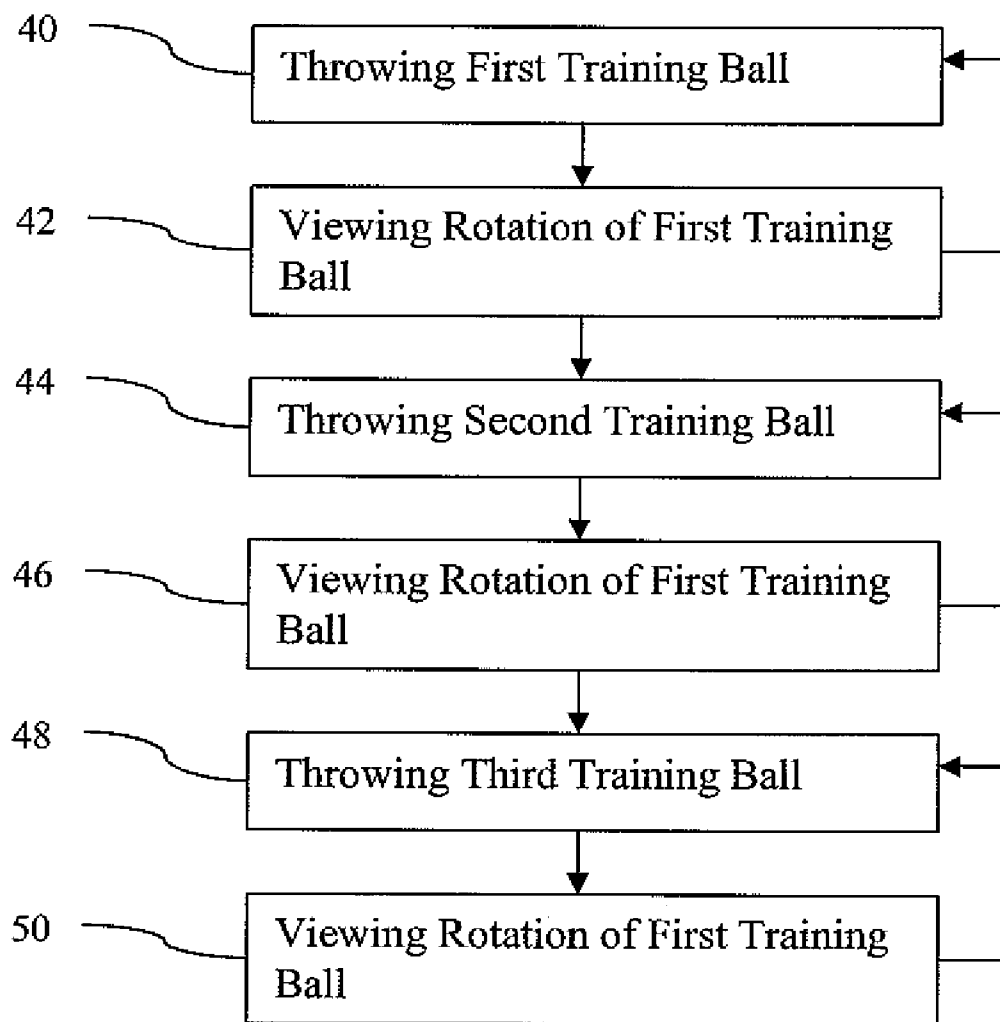 40
Throwing First Training Ball
42
Viewing Rotation of First Training
Ball
44
Throwing Second Training Ball
46
Viewing Rotation of First Training
Ball
48
Throwing Third Training Ball
50
Viewing Rotation of First Training
Ball